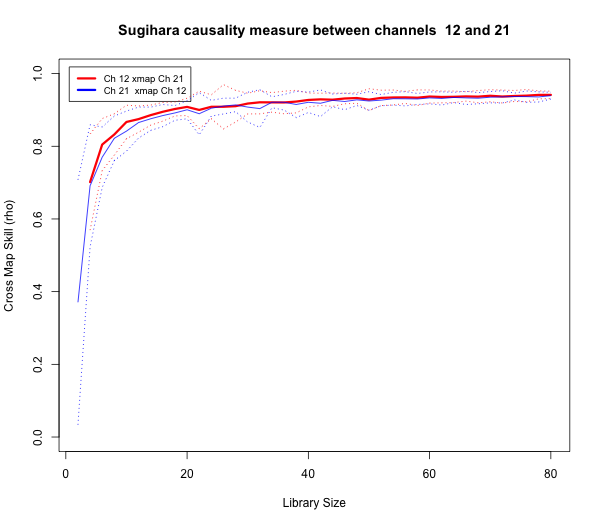 Sugihara causality measure between channels  12 and 21
Ch 12 xmap Ch 21
Ch 21  xmap Ch 12
Cross Map Skill (rho)
1.0
0.8
0.6
0.4
0.2
0.0
0 20 40 60 80
Library Size